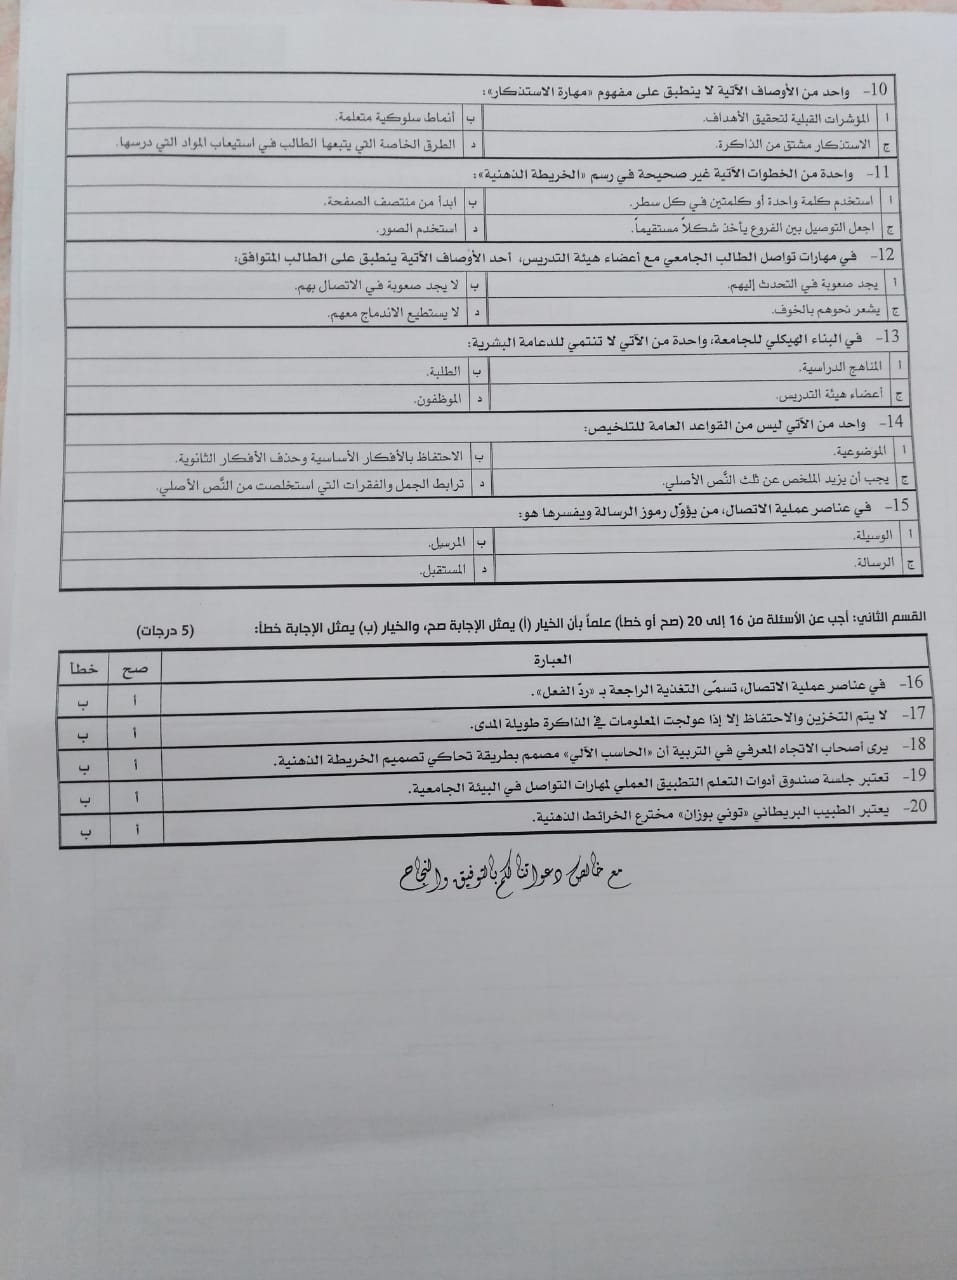 10- واحد من الأوصاف الآتية لا ينطبق على مفهوم «مهارة الاستذكار»:
أ المؤشرات القبلية لتحقيق الأهداف. ب أنماط سلوكية متعلمة.
ج الاستذكار مشتق من الذاكرة. د الطرق الخاصة التي يتبعها الطالب في استيعاب المواد التي درسها.
11- واحدة من الخطوات الآتية غير صحيحة في رسم «الخريطة الذهنية»:
أ استخدم كلمة واحدة أو كلمتين في كل سطر. ب ابدأ من منتصف الصفحة.
ج اجعل التوصيل بين الفروع يأخذ شكلاً مستقيماً. د استخدم الصور.
12- في مهارات تواصل الطالب الجامعي مع أعضاء هيئة التدريس، أحد الأوصاف الآتية ينطبق على الطالب المتوافق:
أ يجد صعوبة في التحدث إليهم. ب لا يجد صعوبة في الاتصال بهم.
ج يشعر نحوهم بالخوف. د لا يستطيع الاندماج معهم.
13- في البناء الهيكلي للجامعة، واحدة من الآتي لا تنتمي للدعامة البشرية:
أ المناهج الدراسية. ب الطلبة.
ج أعضاء هيئة التدريس. د الموظفون.
14- واحد من الآتي ليس من القواعد العامة للتلخيص:
أ الموضوعية. ب الاحتفاظ بالأفكار الأساسية وحذف الأفكار الثانوية.
ج يجب أن يزيد الملخص عن ثلث النَّص الأصلي. د ترابط الجمل والفقرات التي استخلصت من النَّص الأصلي.
15- في عناصر عملية الاتصال، من يؤوّل رموز الرسالة ويفسرها هو:
أ الوسيلة. ب المرسل.
ج الرسالة. د المستقبل.
القسم الثاني: أجب عن الأسئلة من 16 إلى 20 (صح أو خطأ) علماً بأن الخيار (أ) يمثل الإجابة صح، والخيار (ب) يمثل الإجابة خطأ: (5 درجات)
العبارة صح خطأ
16- في عناصر عملية الاتصال، تسمّى التغذية الراجعة بـ «ردّ الفعل». أ ب
17- لا يتم التخزين والاحتفاظ إلا إذا عولجت المعلومات في الذاكرة طويلة المدى. أ ب
18- يرى أصحاب الاتجاه المعرفي في التربية أن «الحاسب الآلي» مصمم بطريقة تحاكي تصميم الخريطة الذهنية. أ ب
19- تعتبر جلسة صندوق أدوات التعلم التطبيق العملي لمهارات التواصل في البيئة الجامعية. أ ب
20- يعتبر الطبيب البريطاني «توني بوزان» مخترع الخرائط الذهنية. أ ب
مع خالص دعواتنا لكم بالتوفيق والنجاح